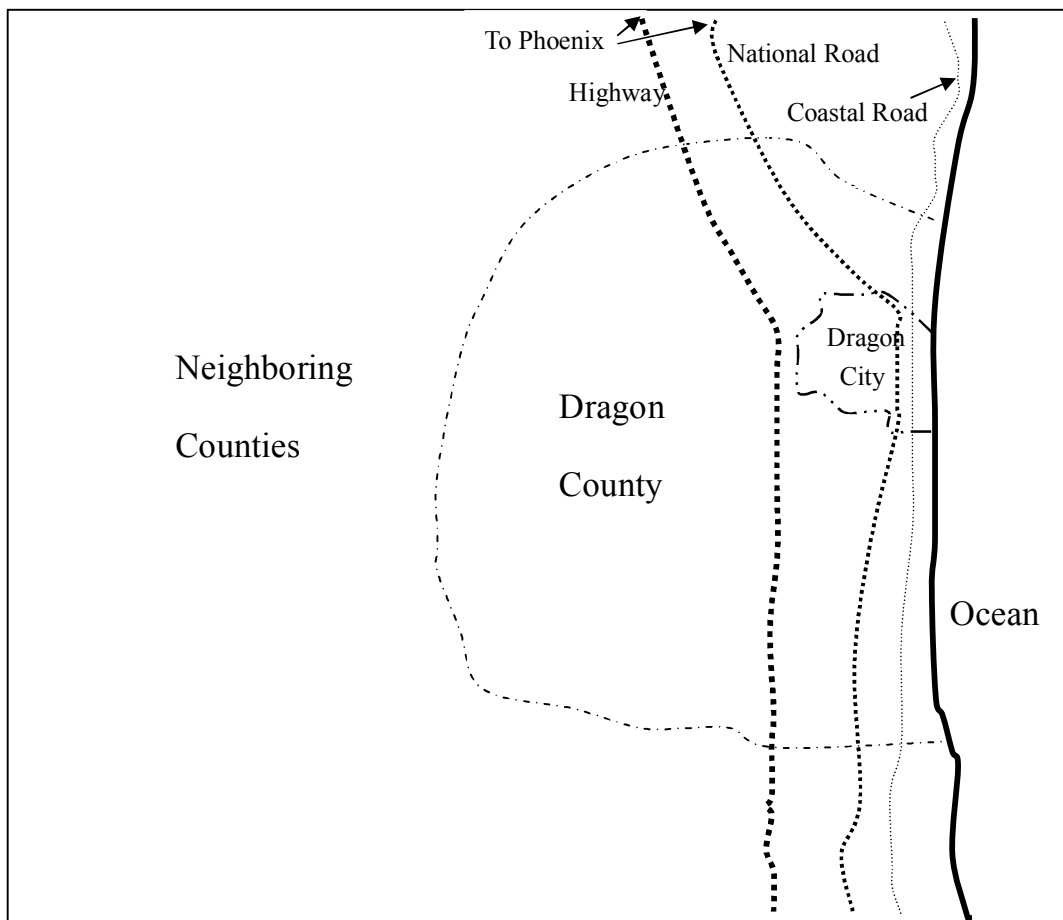 To Phoenix
National Road
Highway
Coastal Road
Dragon
City
Neighboring
Counties
Dragon
County
Ocean